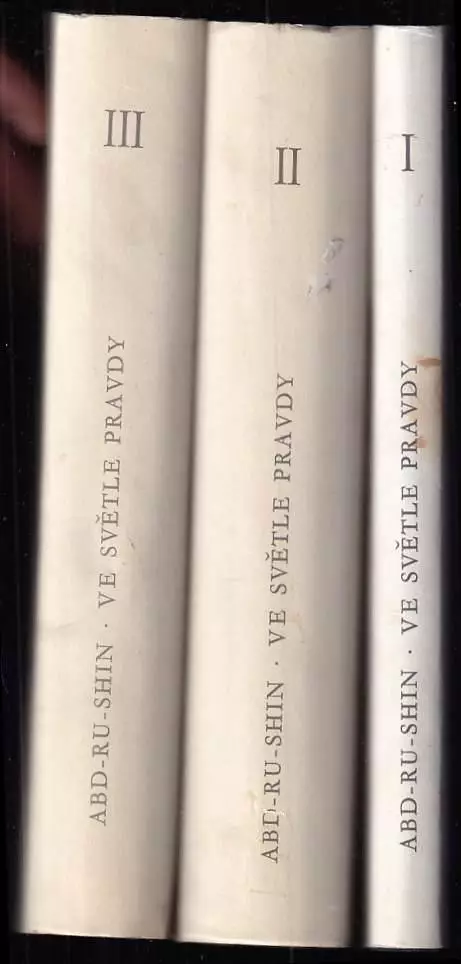 III
ABD-RU-SHIN · VE SVĚTLE PRAVDY
II
ABD-RU-SHIN · VE SVĚTLE PRAVDY
I
ABD-RU-SHIN · VE SVĚTLE PRAVDY